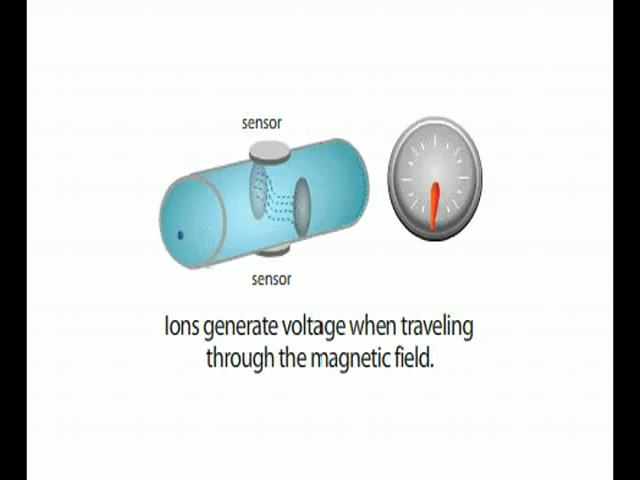 sensor
sensor
Ions generate voltage when traveling
through the magnetic field.